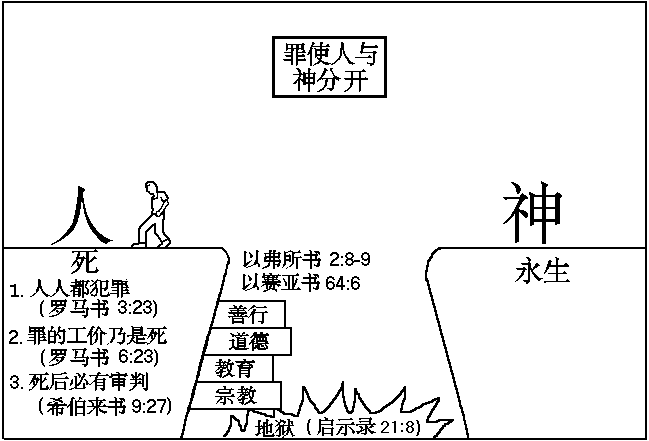 罪使人与
神分开
人
神
死
永生
1. 人人都犯罪
(罗马书 3:23)
2. 罪的工价乃是死
(罗马书 6:23)
3. 死后必有审判
(希伯来书 9:27)
以弗所书 2:8-9
以赛亚书 64:6
善行
道德
教育
宗教
地狱 (启示录 21:8)